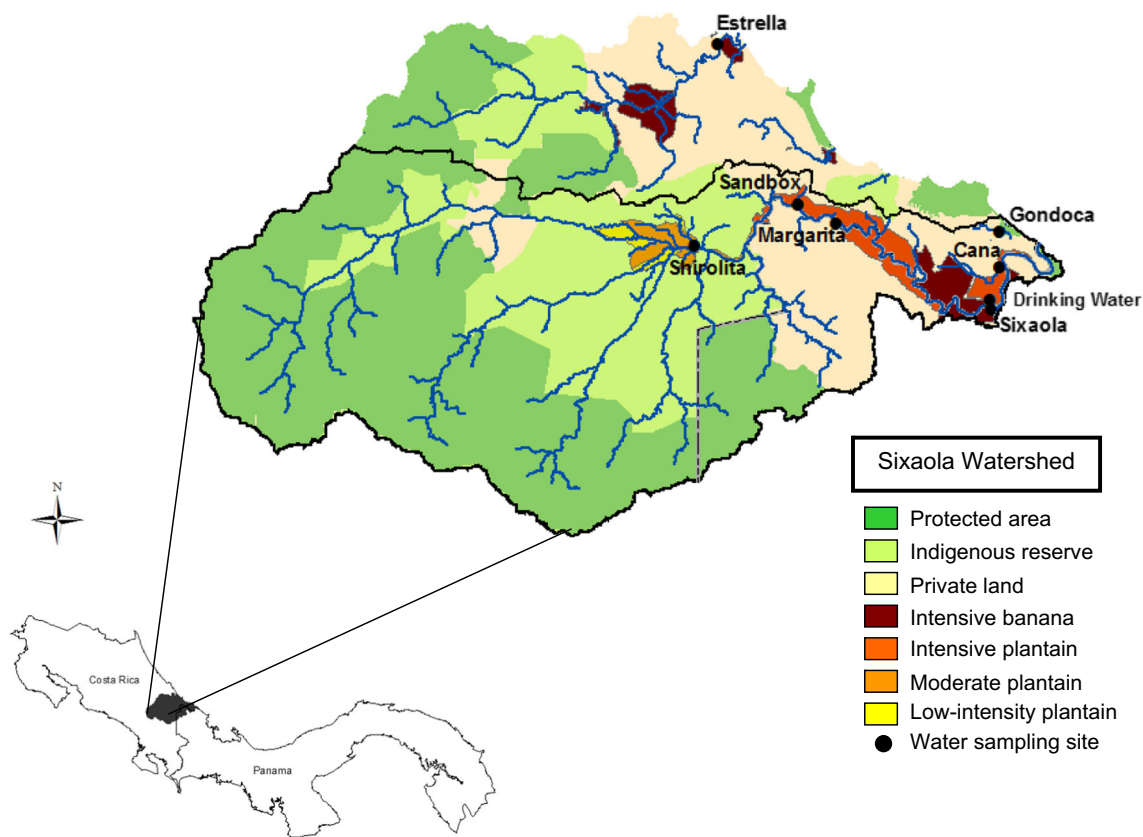 Estrella
Sandbox
Gondoca
Margarita
Cana
Shirolita
Drinking Water
Sixaola
Sixaola Watershed
N
Protected area
Indigenous reserve
Private land
Intensive banana
Intensive plantain
Moderate plantain
Low-intensity plantain
Water sampling site
Costa Rica
Panama